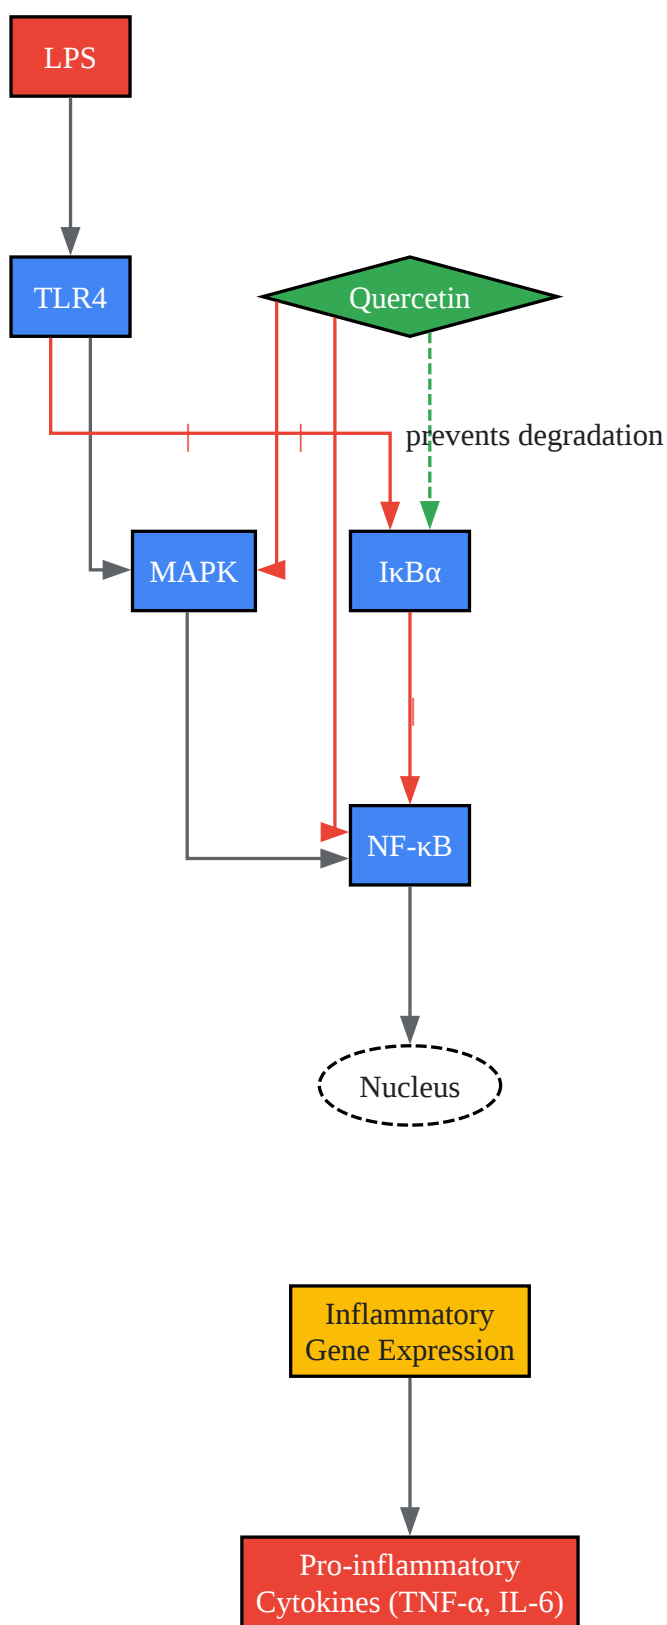 LPS
TLR4
Quercetin
prevents degradation
MAPK
IκBα
NF-κB
Nucleus
Inflammatory
Gene Expression
Pro-inflammatory
Cytokines (TNF-α, IL-6)